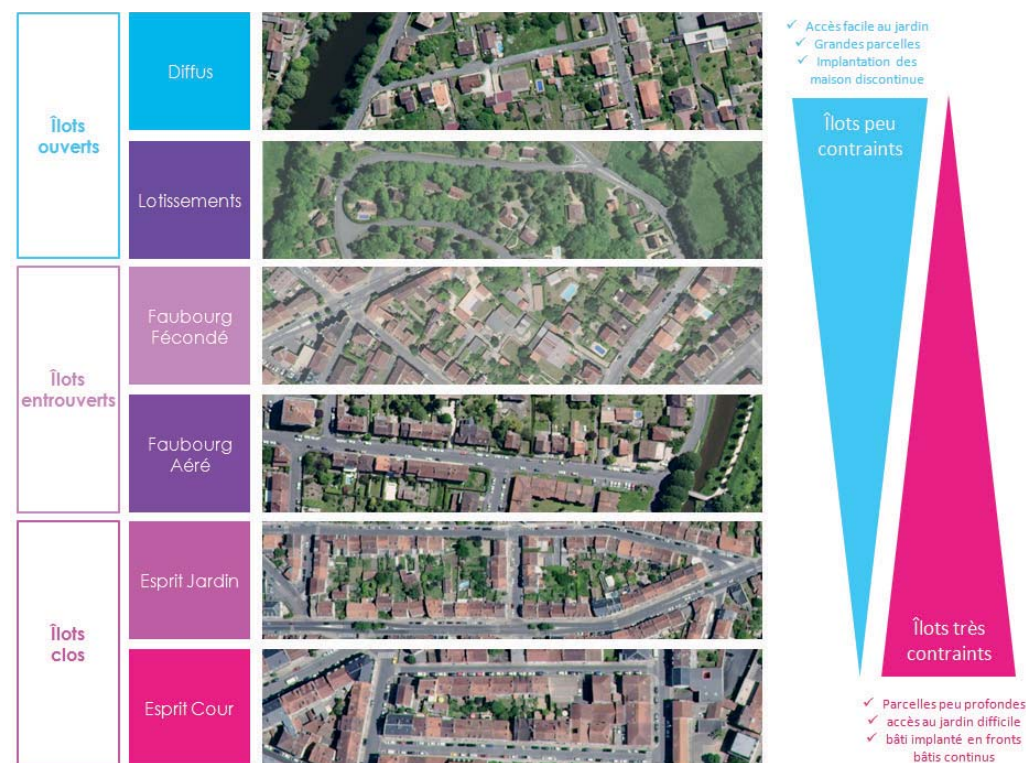 Îlots
ouverts
Diffus
Lotissements
Îlots
entrouverts
Faubourg
Fécondé
Faubourg
Aéré
Îlots
clos
Esprit Jardin
Esprit Cour
✓ Accès facile au jardin
✓ Grandes parcelles
✓ Implantation des
maison discontinue
Îlots peu
contraints
Îlots très
contraints
✓ Parcelles peu profondes
✓ accès au jardin difficile
✓ bâti implanté en fronts
bâtis continus